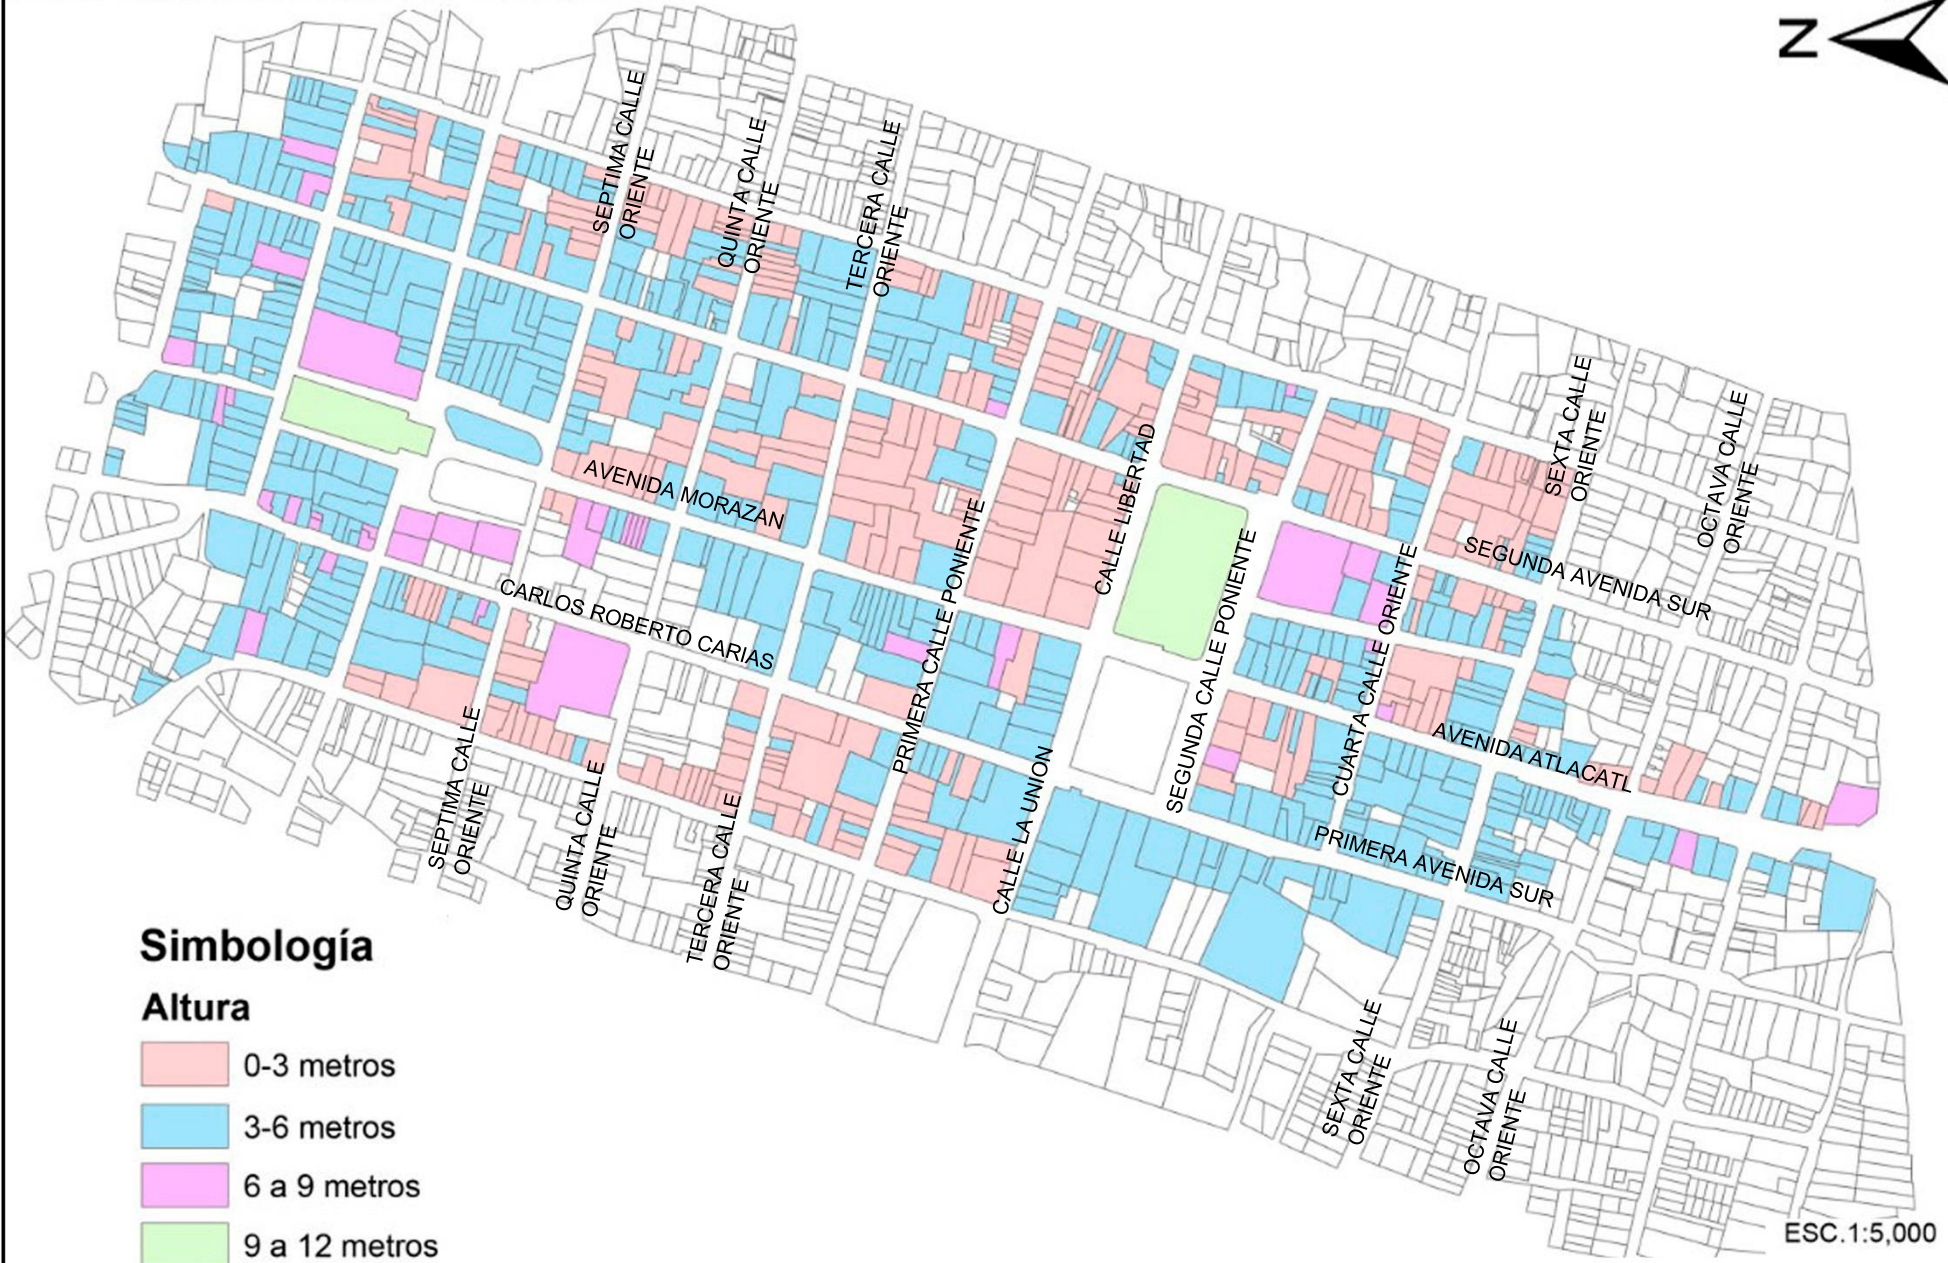 N
SEPTIMA CALLE
ORIENTE
QUINTA CALLE
ORIENTE
TERCERA CALLE
ORIENTE
SEXTA CALLE
ORIENTE
OCTAVA CALLE
ORIENTE
AVENIDA MORAZAN
CALLE LIBERTAD
PRIMERA CALLE PONIENTE
SEGUNDA CALLE PONIENTE
CUARTA CALLE ORIENTE
SEGUNDA AVENIDA SUR
CARLOS ROBERTO CARIAS
AVENIDA ATLACATL
CALLE LA UNION
PRIMERA AVENIDA SUR
SEPTIMA CALLE
ORIENTE
QUINTA CALLE
ORIENTE
TERCERA CALLE
ORIENTE
SEXTA CALLE
ORIENTE
OCTAVA CALLE
ORIENTE
Simbología
Altura
0-3 metros
3-6 metros
6 a 9 metros
9 a 12 metros
ESC.1:5,000